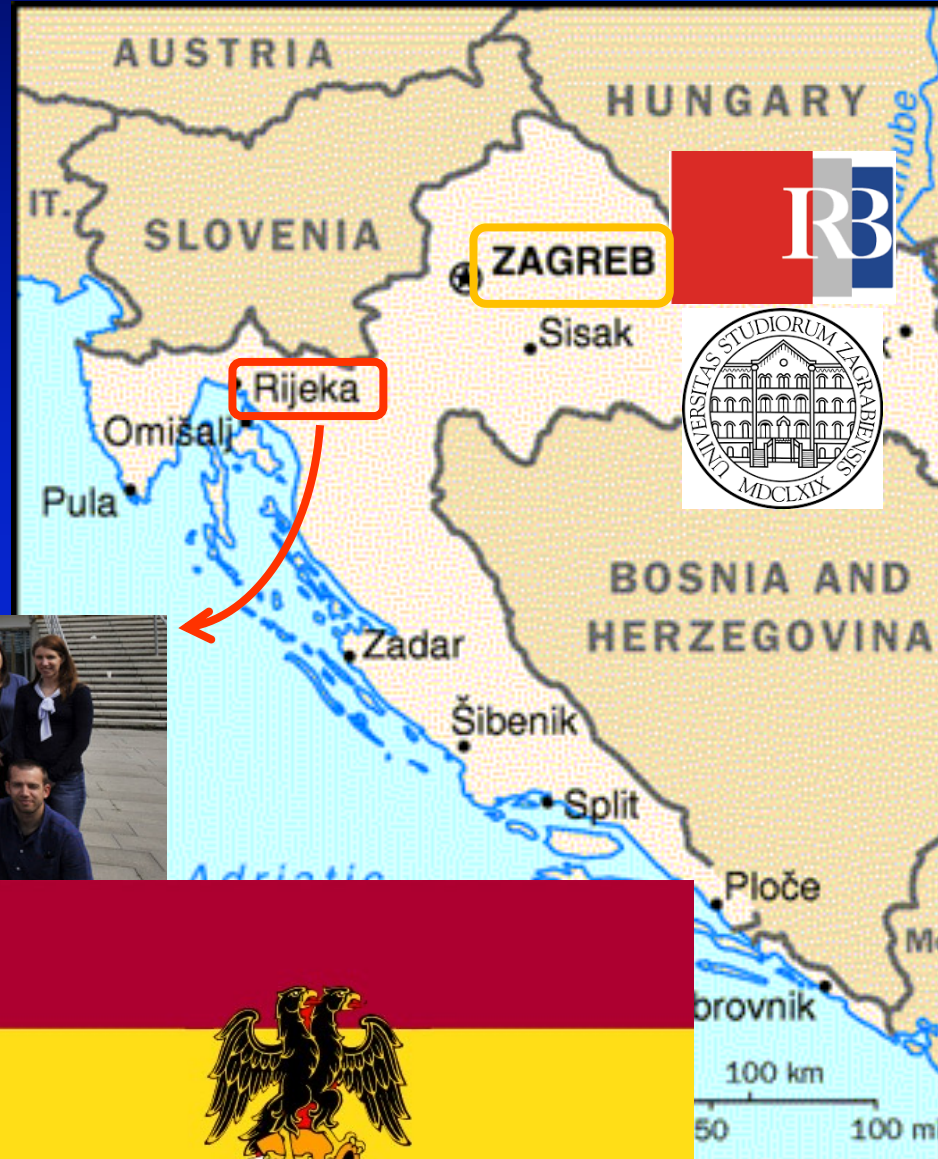 AUSTRIA
HUNGARY
IT.
SLOVENIA
RB
ZAGREB
Sisak
UNIVERSITAS STUDIORUM ZAGRABIENSIS
MDCLXIX
Rijeka
Omišalj
Pula
BOSNIA AND
HERZEGOVINA
Zadar
Šibenik
Split
Adriatic
Ploče
brovnik
100 km
50
100 mi